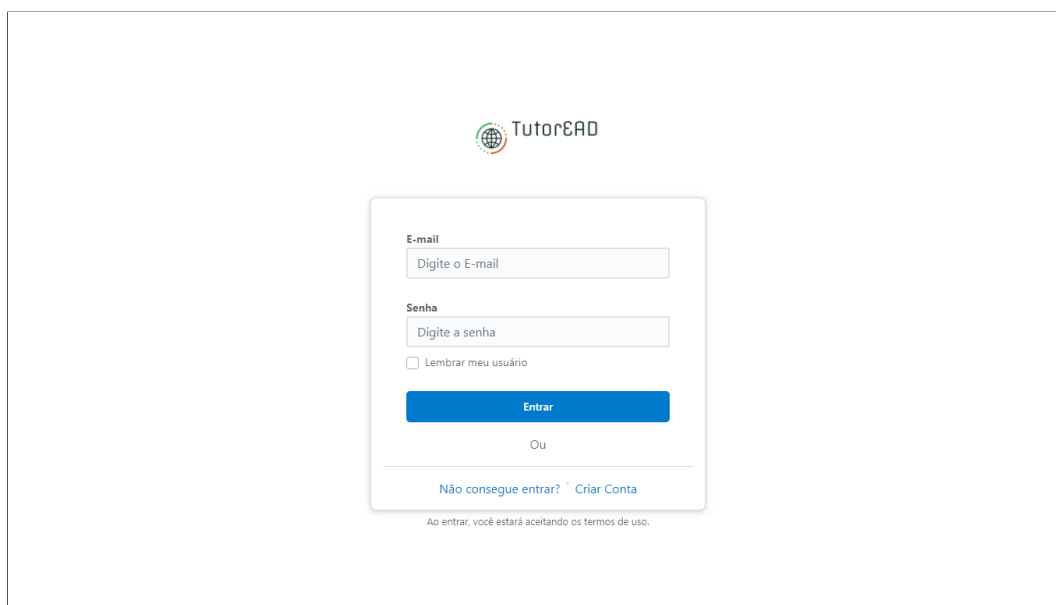 TutorEAD
E-mail
Digite o E-mail
Senha
Digite a senha
Lembrar meu usuário
Entrar
Ou
Não consegue entrar? Criar Conta
Ao entrar, você estará aceitando os termos de uso.